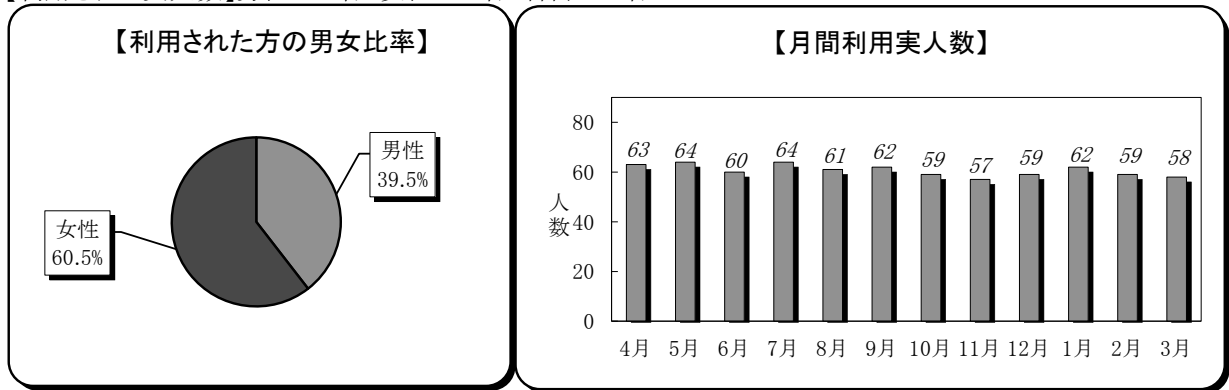 【利用された方の男女比率】
男性
39.5%
女性
60.5%
【月間利用実人数】
80
60
40
20
0
人数
63 64 60 64 61 62 59 57 59 62 59 58
4月 5月 6月 7月 8月 9月 10月 11月 12月 1月 2月 3月